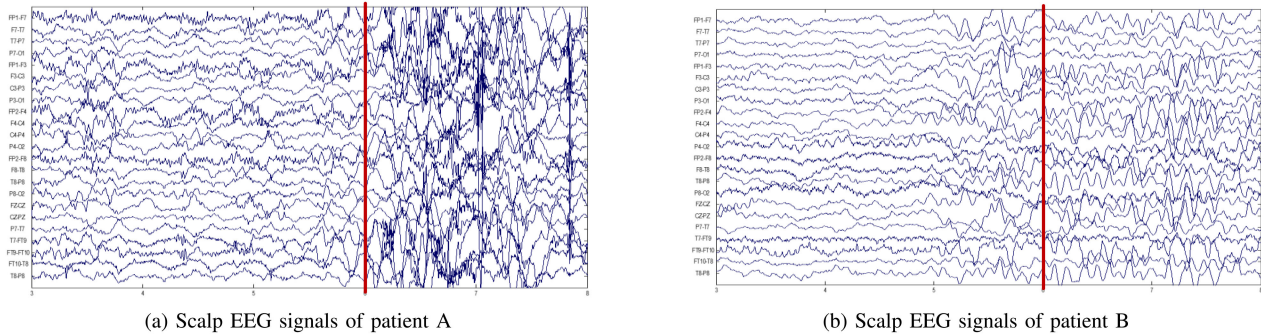 FP1-F7
F7-T7
T7-P7
P7-O1
FP1-F3
F3-C3
C3-P3
P3-O1
FP2-F4
F4-C4
C4-P4
P4-O2
FP2-F8
F8-T8
T8-P8
P8-O2
FZ-CZ
CZ-PZ
P7-T7
T7-FT9
FT9-FT10
FT10-T8
T8-P8
3 4 5 6 7 8
(a) Scalp EEG signals of patient A
FP1-F7
F7-T7
T7-P7
P7-O1
FP1-F3
F3-C3
C3-P3
P3-O1
FP2-F4
F4-C4
C4-P4
P4-O2
FP2-F8
F8-T8
T8-P8
P8-O2
FZ-CZ
CZ-PZ
P7-T7
T7-FT9
FT9-FT10
FT10-T8
T8-P8
3 4 5 6 7 8
(b) Scalp EEG signals of patient B